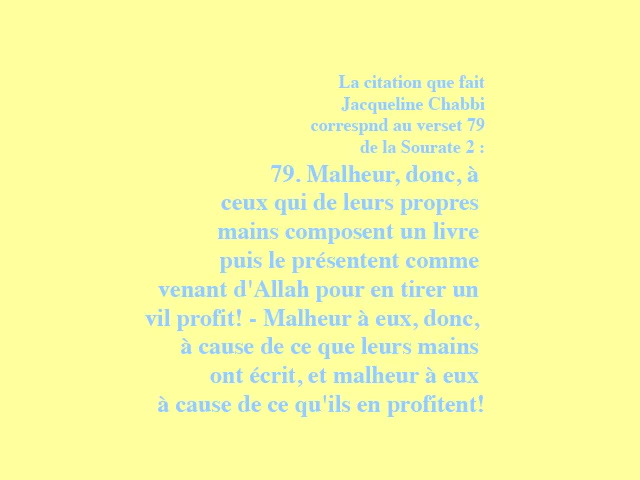 La citation que fait
Jacqueline Chabbi
correspnd au verset 79
de la Sourate 2 :
79. Malheur, donc, à
ceux qui de leurs propres
mains composent un livre
puis le présentent comme
venant d'Allah pour en tirer un
vil profit! - Malheur à eux, donc,
à cause de ce que leurs mains
ont écrit, et malheur à eux
à cause de ce qu'ils en profitent!